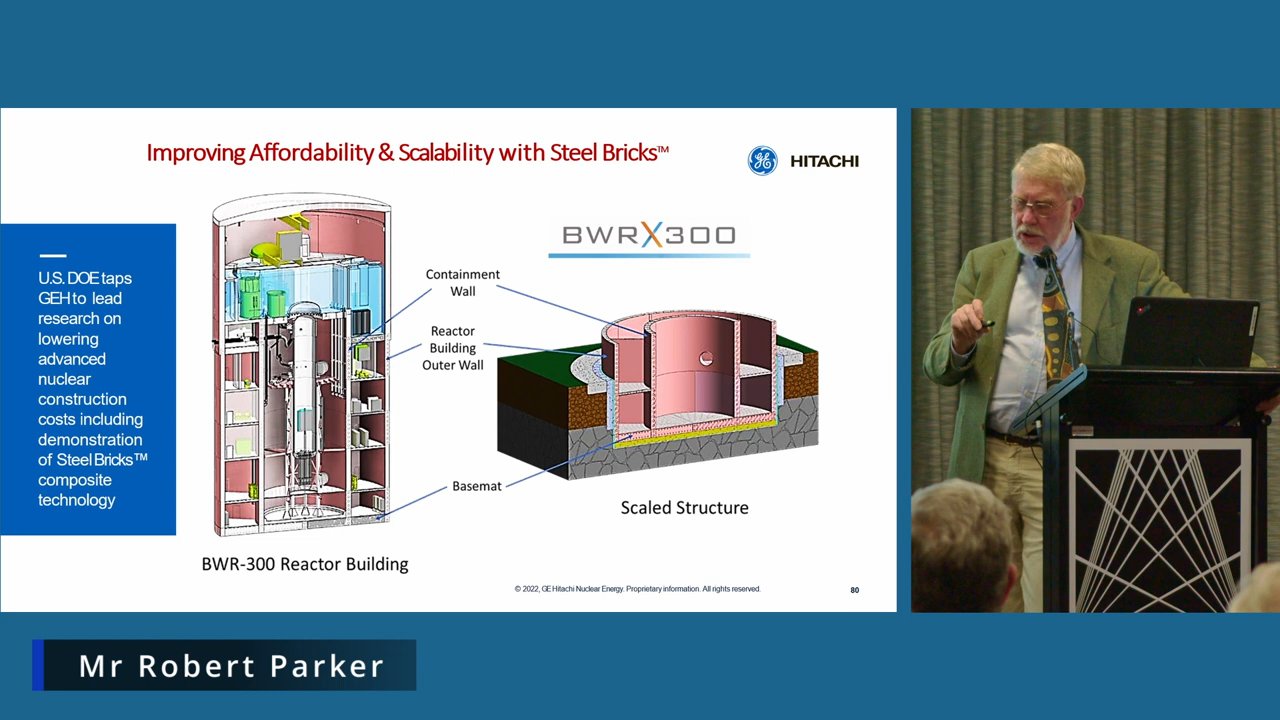 Improving Affordability & Scalability with Steel Bricks™
HITACHI
U.S. DOE taps
GEH to lead
research on
lowering
advanced
nuclear
construction
costs including
demonstration
of Steel Bricks™
composite
technology
BWRX300
Containment
Wall
Reactor
Building
Outer Wall
Basemat
Scaled Structure
BWR-300 Reactor Building
© 2022, GE Hitachi Nuclear Energy. Proprietary information. All rights reserved.
80
Mr Robert Parker